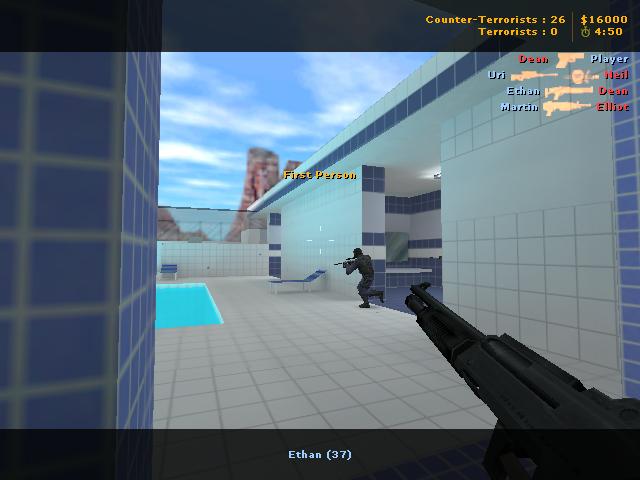 Counter-Terrorists : 26 $16000
Terrorists : 0 4:50
Dean Player
Uri Neil
Ethan Dean
Martin Elliot
First Person
Ethan (37)